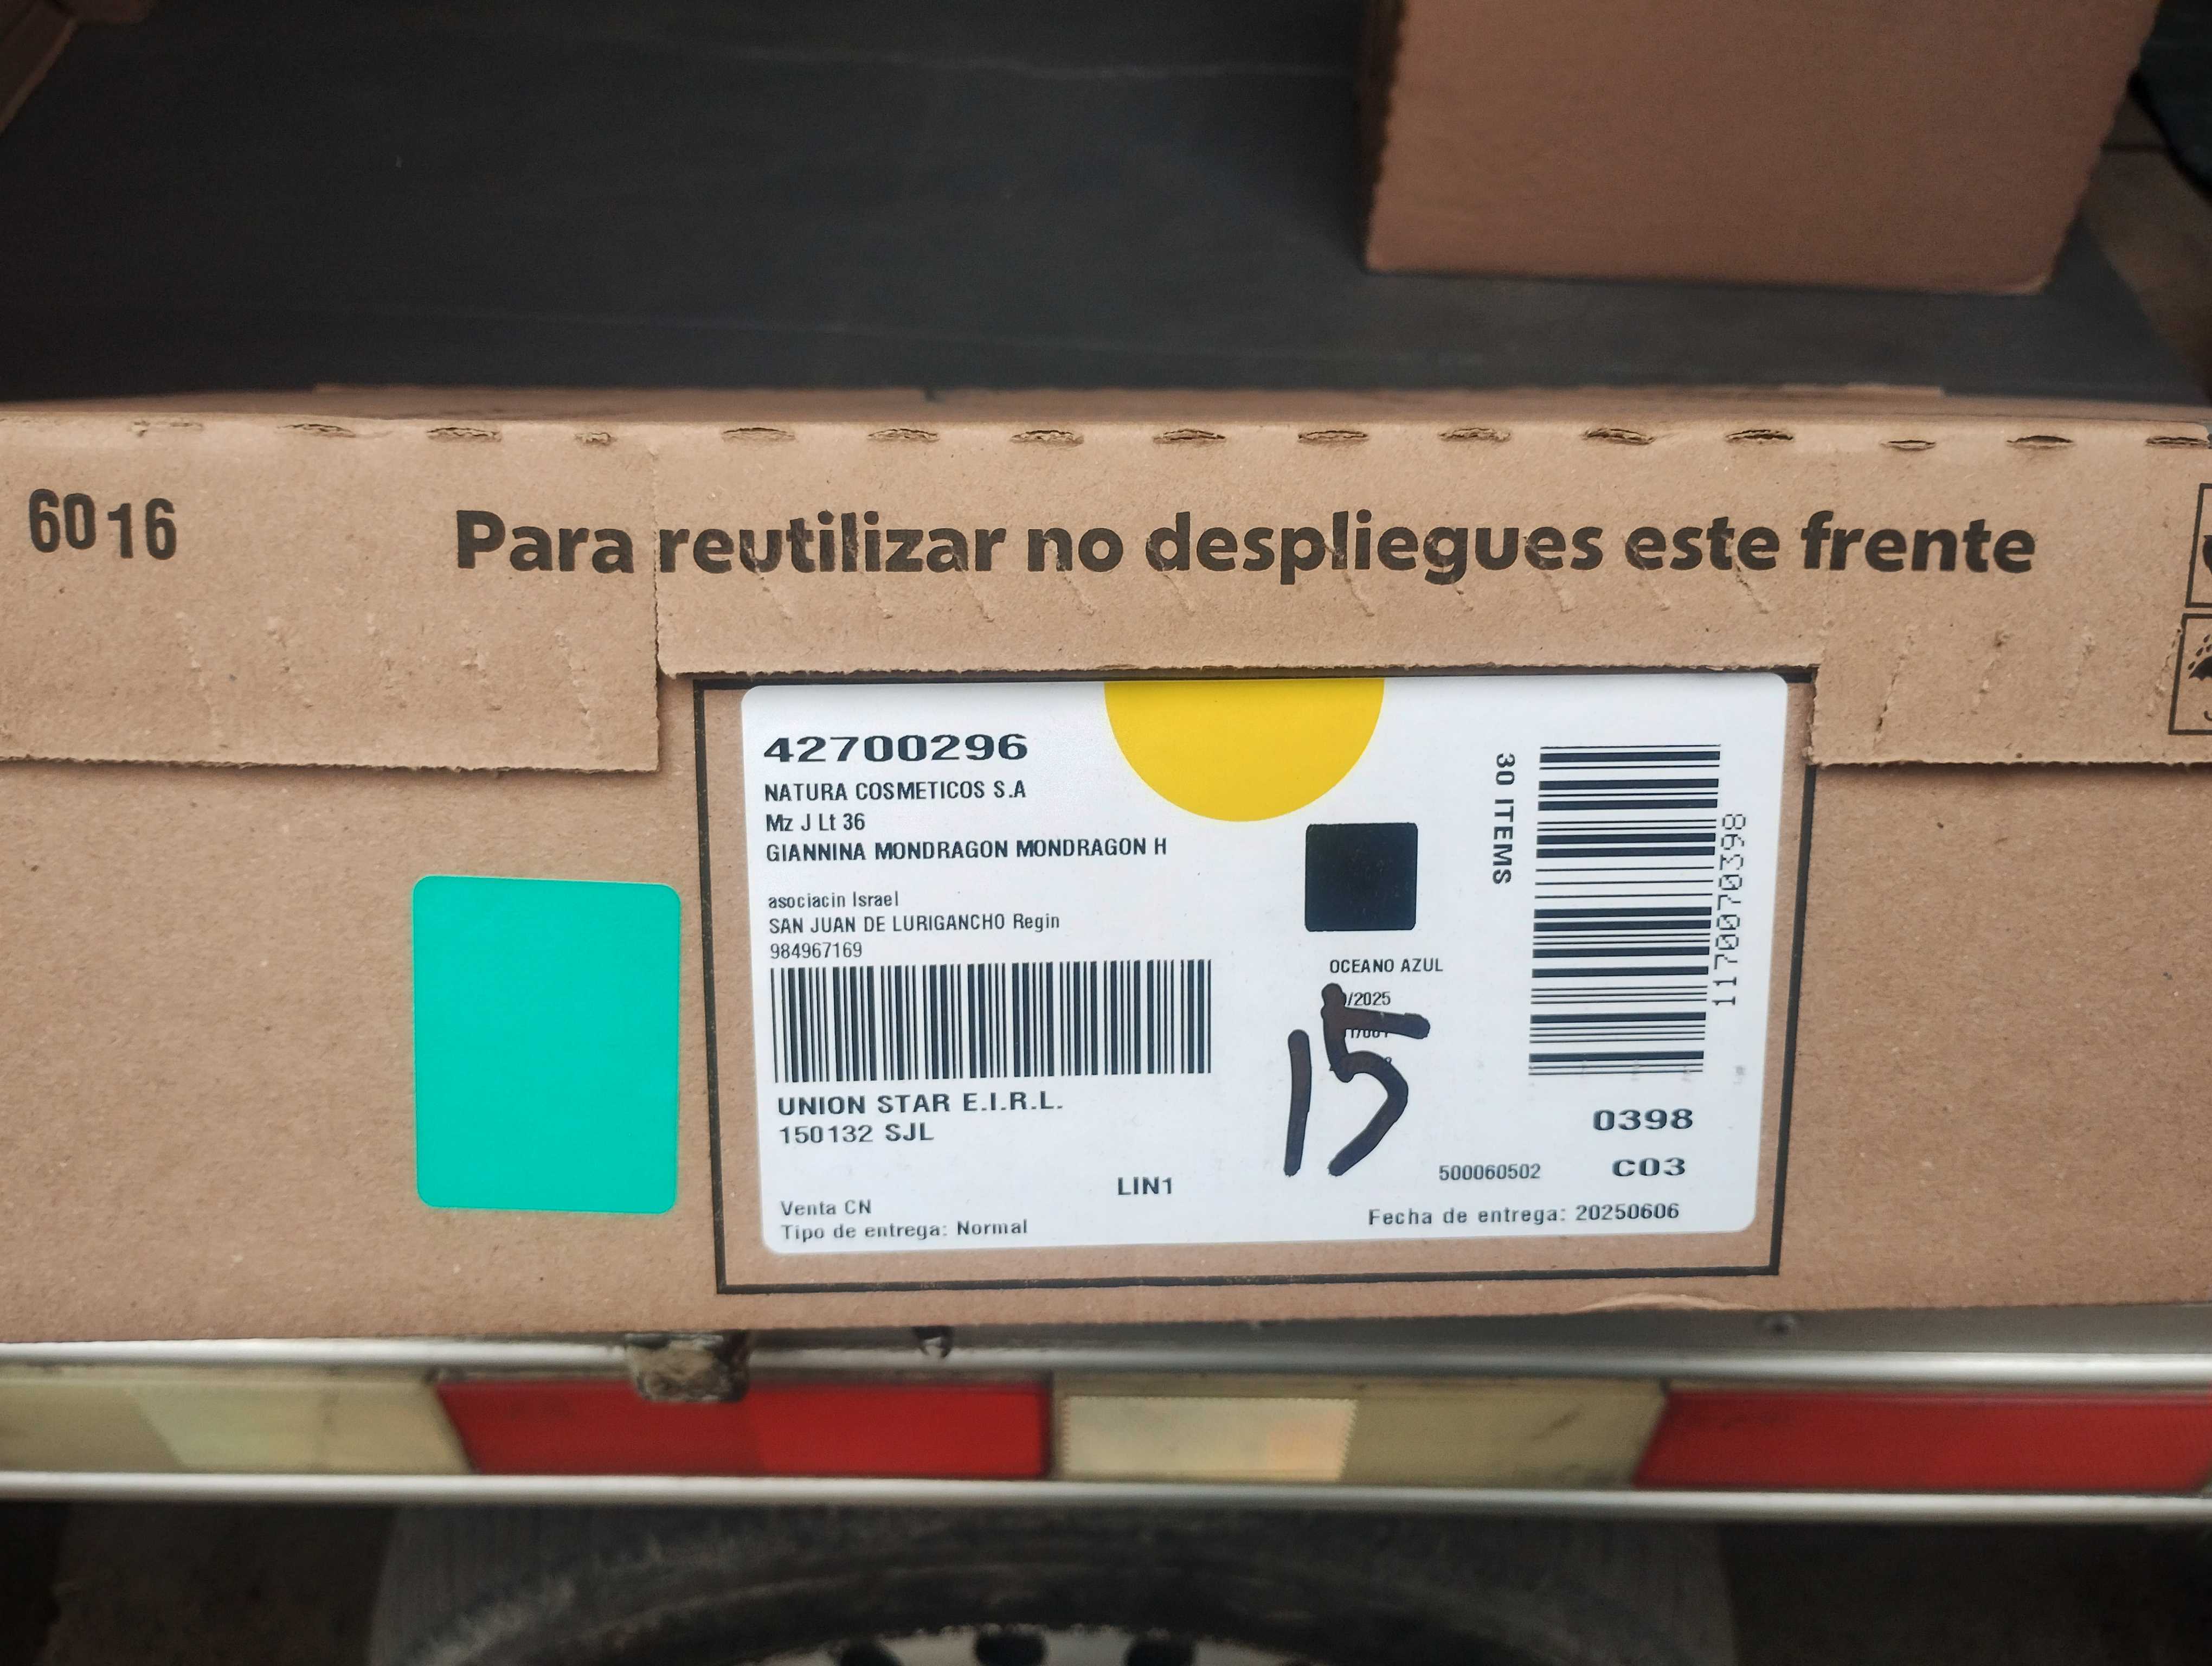 6016
Para reutilizar no despliegues este frente
42700296
NATURA COSMETICOS S.A
Mz J Lt 36
GIANNINA MONDRAGON MONDRAGON H
asociacin Israel
SAN JUAN DE LURIGANCHO Regin
984967169
UNION STAR E.I.R.L.
150132 SJL
LIN1
Venta CN
Tipo de entrega: Normal
OCEANO AZUL
/2025
15
30 ITEMS
1170070398
0398
500060502
C03
Fecha de entrega: 20250606